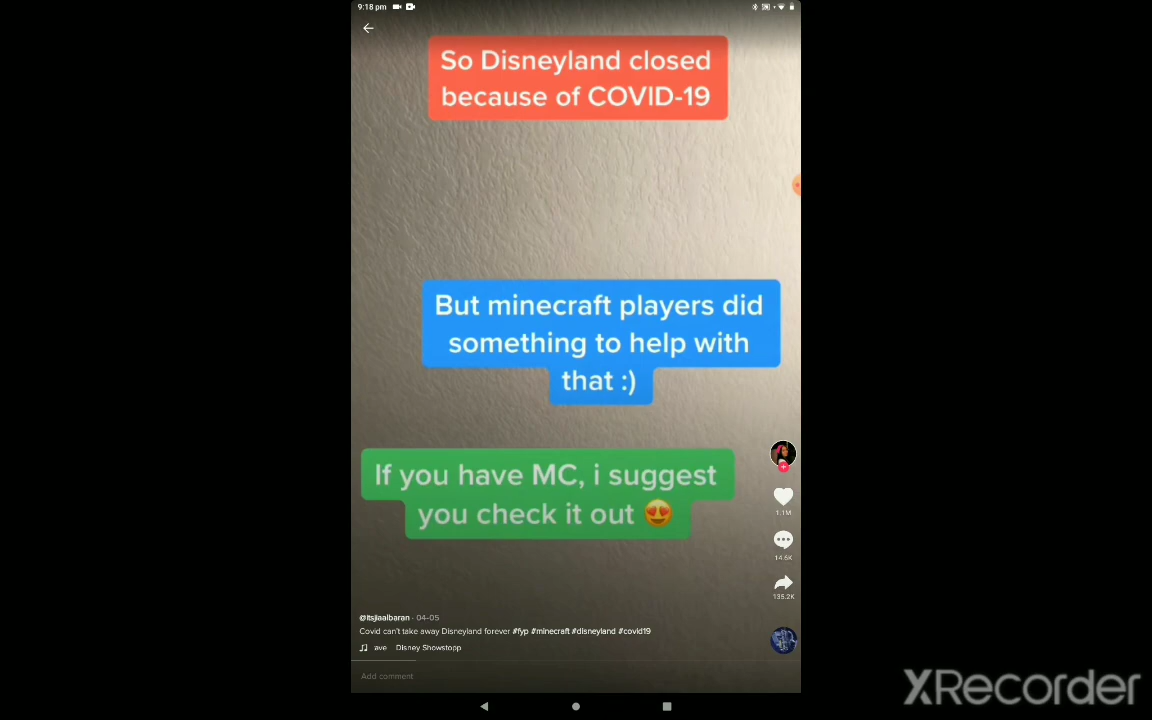 9:18 pm
So Disneyland closed
because of COVID-19
But minecraft players did
something to help with
that :)
If you have MC, i suggest
you check it out 😍
1.1M
14.6K
135.2K
@itsjlaalbaran · 04-05
Covid can't take away Disneyland forever #fyp #minecraft #disneyland #covid19
ave Disney Showstopp
Add comment
XRecorder